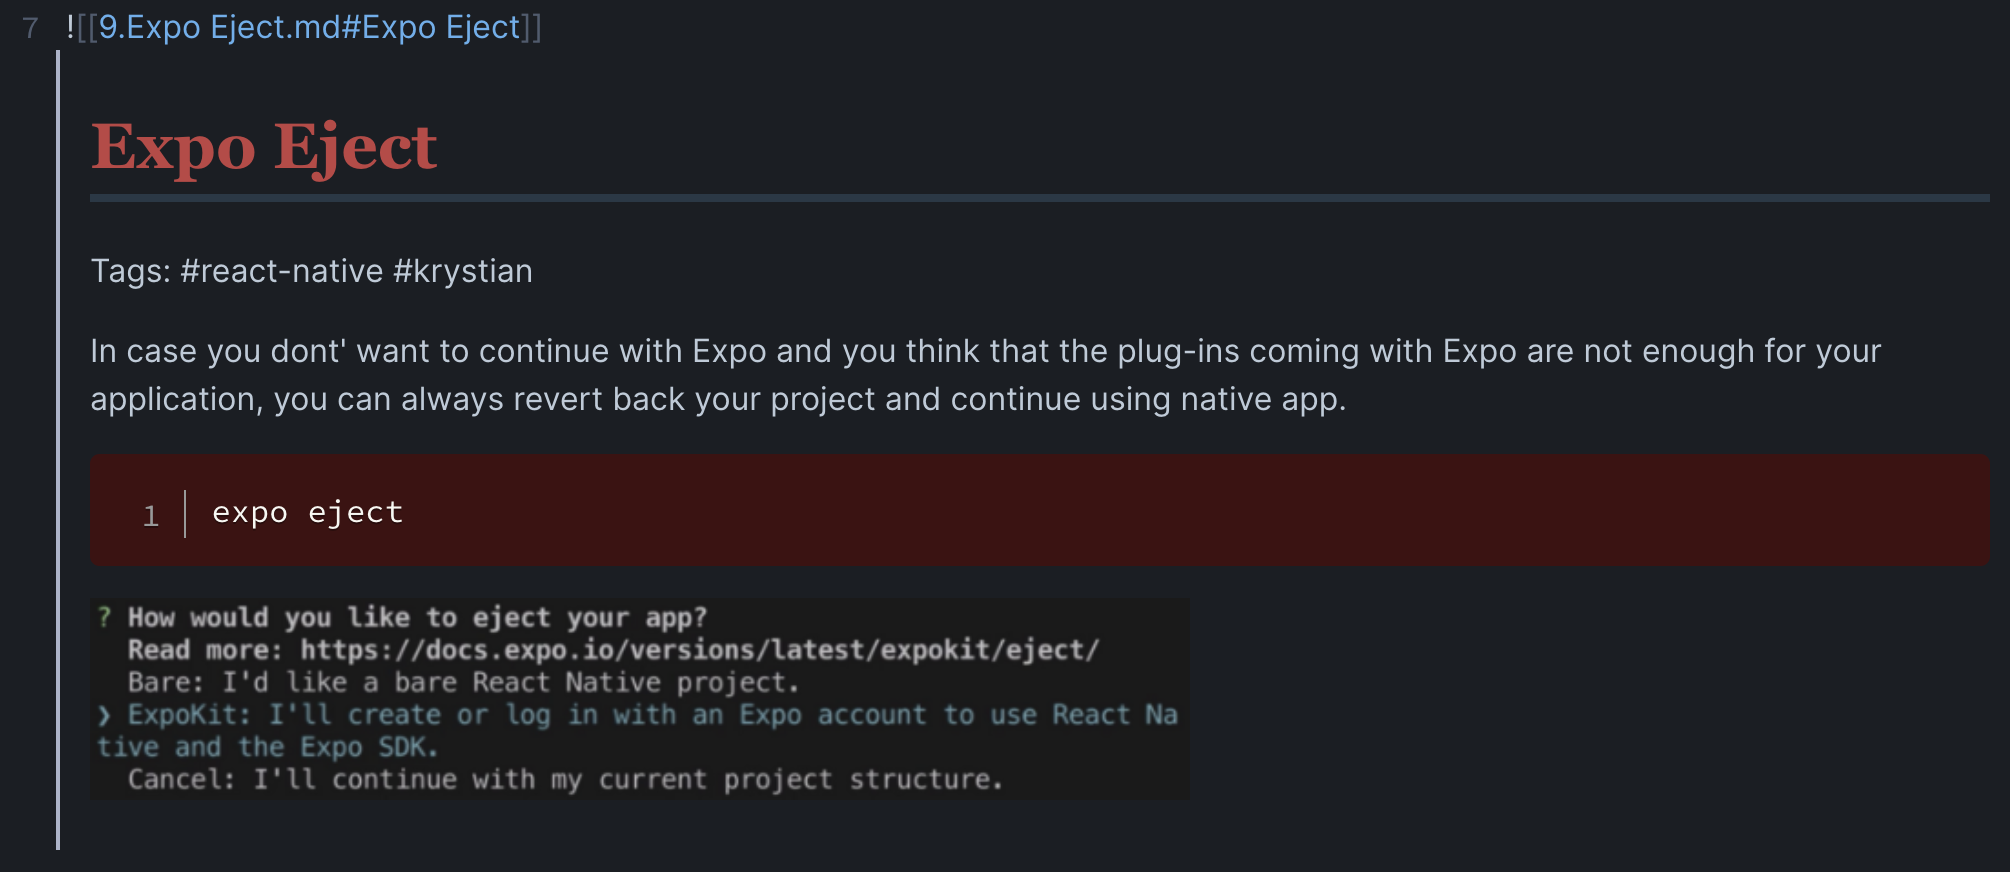 7 ![[9.Expo Eject.md#Expo Eject]]
Expo Eject
Tags: #react-native #krystian
In case you dont' want to continue with Expo and you think that the plug-ins coming with Expo are not enough for your
application, you can always revert back your project and continue using native app.
1 expo eject
? How would you like to eject your app?
Read more: https://docs.expo.io/versions/latest/expokit/eject/
Bare: I'd like a bare React Native project.
❯ ExpoKit: I'll create or log in with an Expo account to use React Na
tive and the Expo SDK.
Cancel: I'll continue with my current project structure.